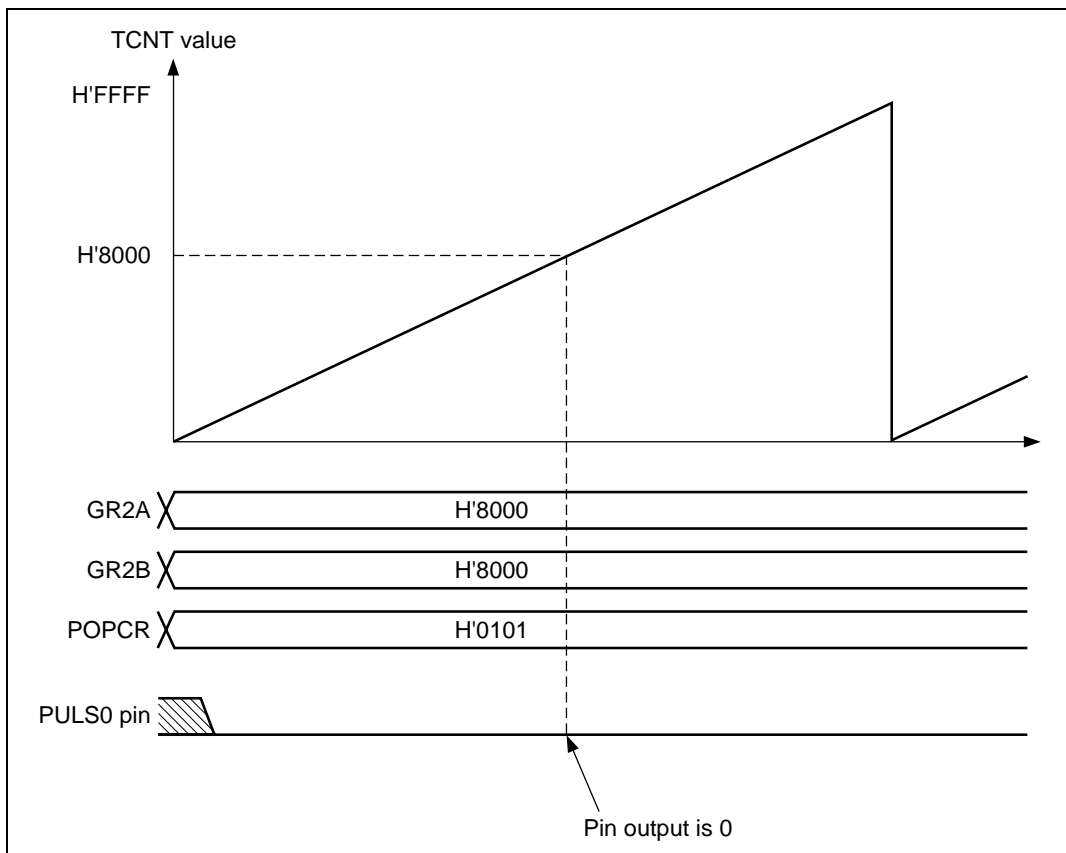 TCNT value
H'FFFF
H'8000
GR2A
H'8000
GR2B
H'8000
POPCR
H'0101
PULS0 pin
Pin output is 0